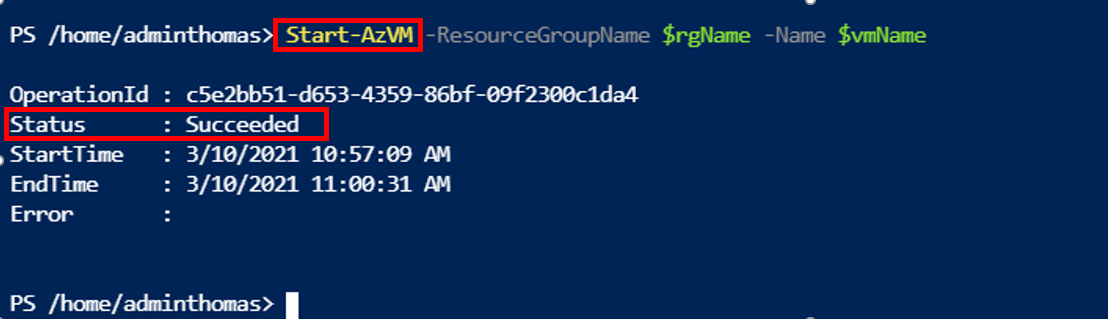 PS /home/adminthomas> Start-AzVM -ResourceGroupName $rgName -Name $vmName
OperationId : c5e2bb51-d653-4359-86bf-09f2300c1da4
Status      : Succeeded
StartTime   : 3/10/2021 10:57:09 AM
EndTime     : 3/10/2021 11:00:31 AM
Error       :
PS /home/adminthomas>